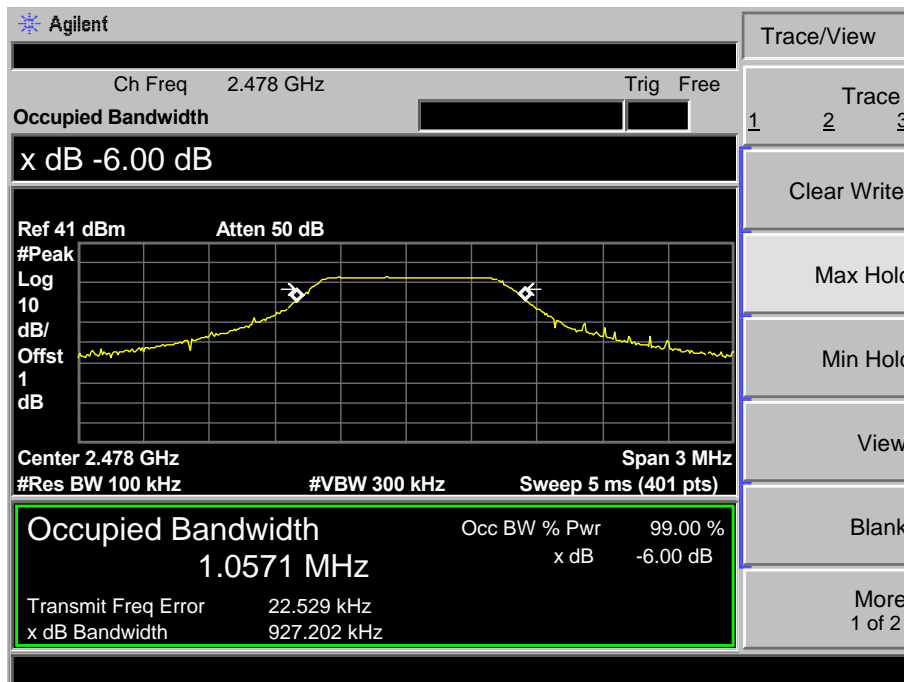 Agilent
Trace/View
Ch Freq 2.478 GHz Trig Free
Occupied Bandwidth
Trace
1 2 3
x dB -6.00 dB
Clear Write
Ref 41 dBm Atten 50 dB
#Peak
Log
10
dB/
Offst
1
dB
Max Hold
Min Hold
Center 2.478 GHz Span 3 MHz
#Res BW 100 kHz #VBW 300 kHz Sweep 5 ms (401 pts)
View
Occupied Bandwidth
1.0571 MHz
Occ BW % Pwr 99.00 %
x dB -6.00 dB
Transmit Freq Error 22.529 kHz
x dB Bandwidth 927.202 kHz
Blank
More
1 of 2